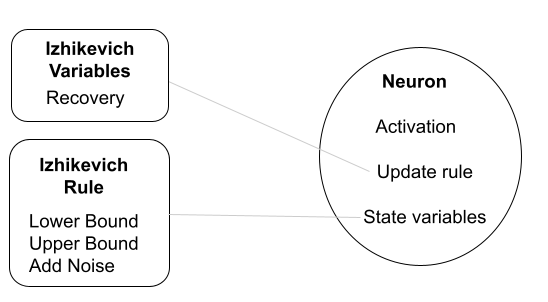 Izhikevich
Variables
Recovery
Izhikevich
Rule
Lower Bound
Upper Bound
Add Noise
Neuron
Activation
Update rule
State variables